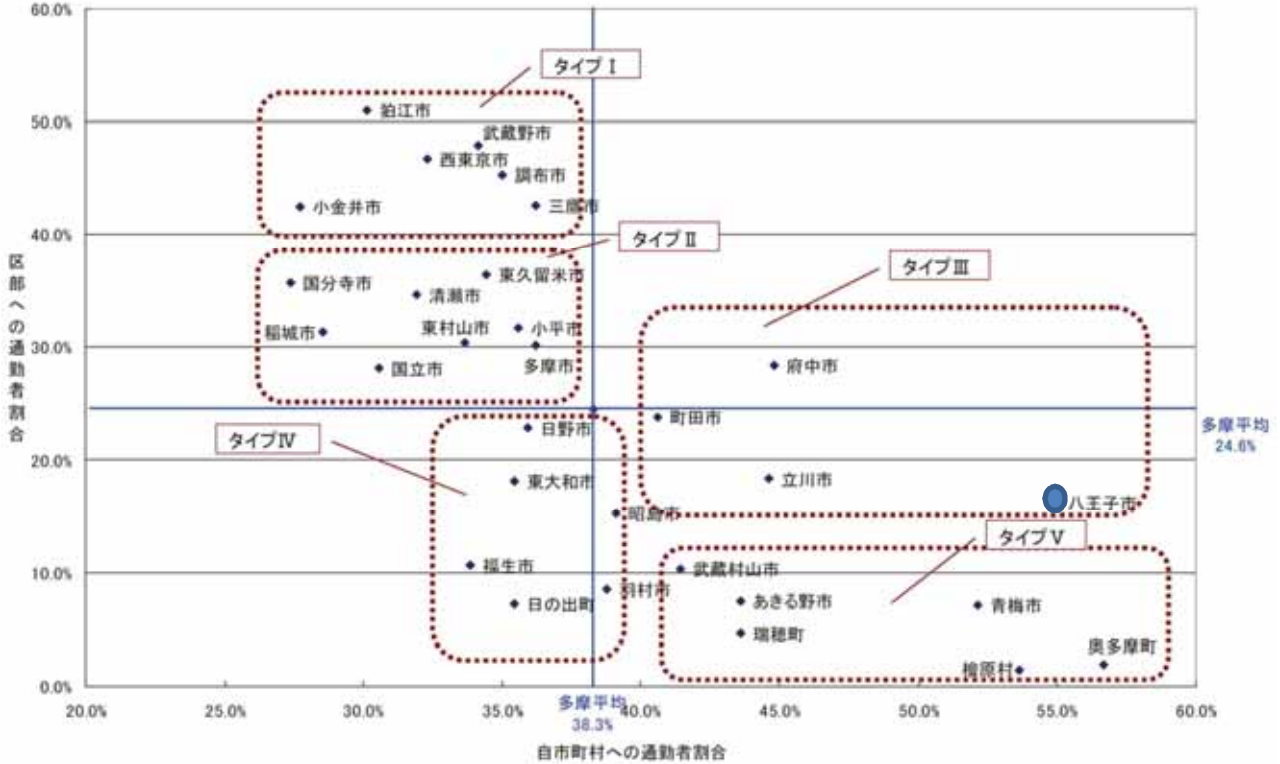 60.0%
タイプⅠ
狛江市
50.0%
武蔵野市
西東京市
調布市
小金井市
三鷹市
40.0%
タイプⅡ
区部への通勤者割合
東久留米市
国分寺市
清瀬市
タイプⅢ
稲城市
東村山市
小平市
30.0%
多摩市
国立市
府中市
町田市
日野市
多摩平均
24.6%
タイプⅣ
20.0%
東大和市
立川市
昭島市
八王子市
タイプⅤ
10.0%
福生市
武蔵村山市
羽村市
あきる野市
日の出町
青梅市
瑞穂町
奥多摩町
檜原村
0.0%
20.0%
25.0%
30.0%
35.0%
多摩平均
38.3%
40.0%
45.0%
50.0%
55.0%
60.0%
自市町村への通勤者割合